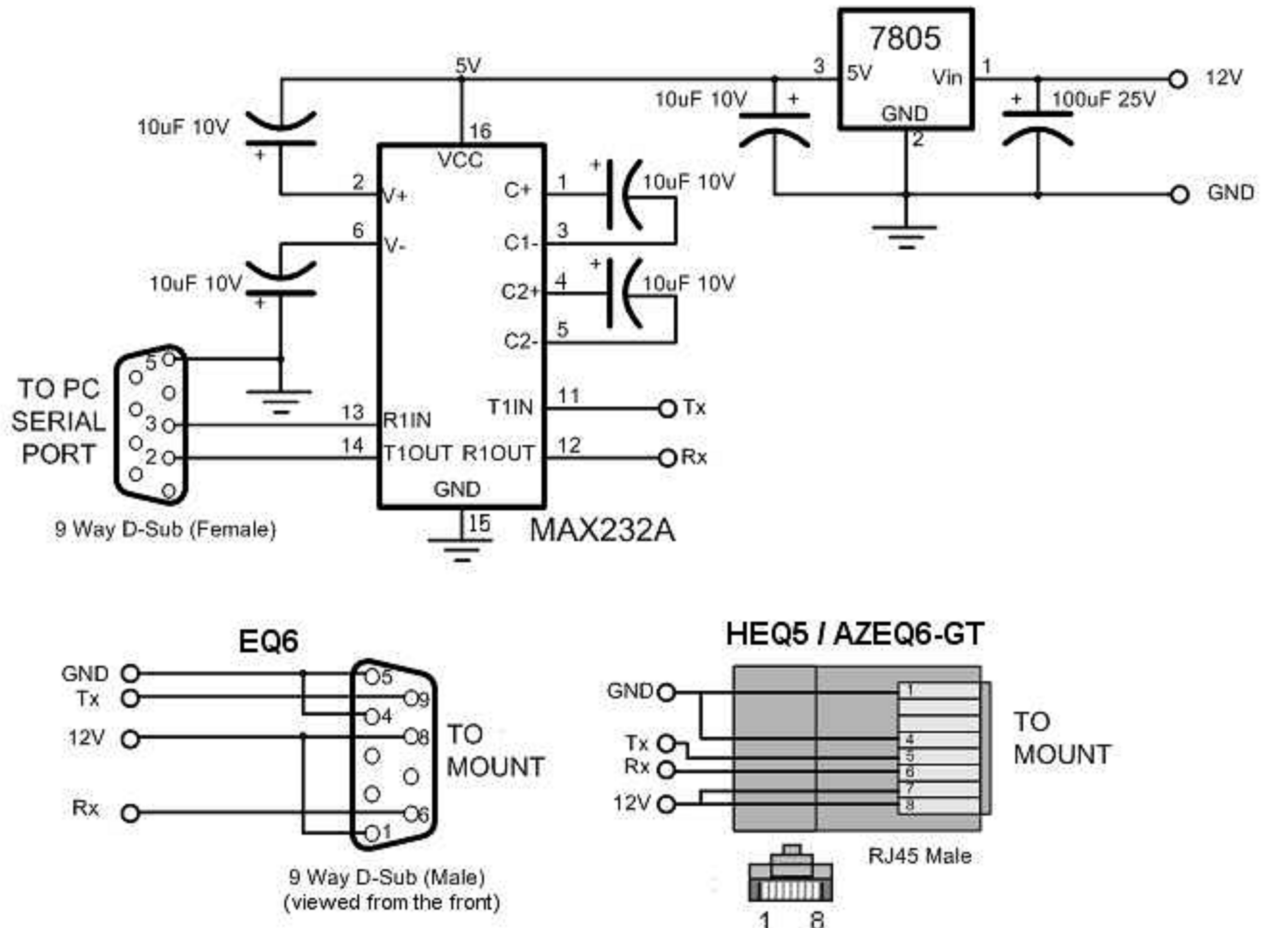 7805
3
5V
Vin
1
GND
2
12V
GND
5V
10uF 10V
+
100uF 25V
+
10uF 10V
+
16
VCC
2
V+
6
V-
10uF 10V
+
C+
1
+
10uF 10V
C1-
3
C2+
4
+
10uF 10V
C2-
5
TO PC
SERIAL
PORT
5
3
2
9 Way D-Sub (Female)
13
R1IN
14
T1OUT
T1IN
11
Tx
R1OUT
12
Rx
GND
15
MAX232A
EQ6
GND
Tx
12V
Rx
5
9
4
8
6
1
TO
MOUNT
9 Way D-Sub (Male)
(viewed from the front)
HEQ5 / AZEQ6-GT
GND
Tx
Rx
12V
1
4
5
6
7
8
TO
MOUNT
RJ45 Male
1 8